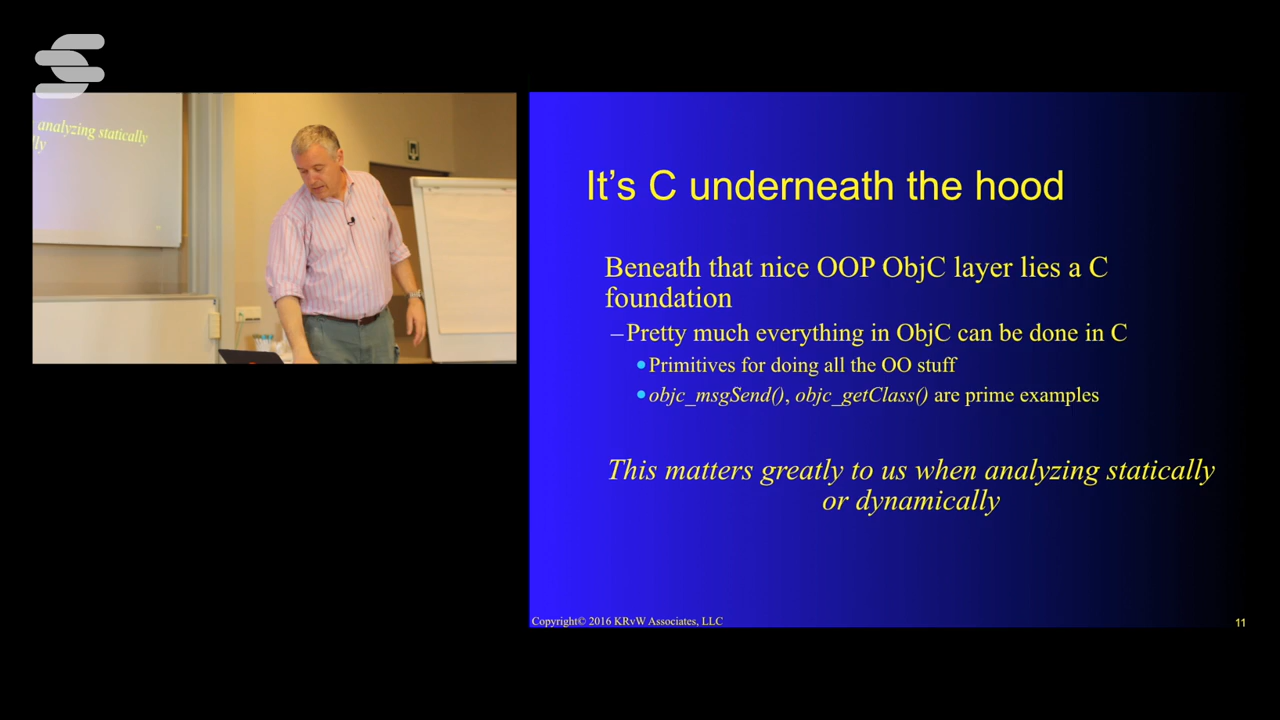 analyzing statically
lly
It's C underneath the hood
Beneath that nice OOP ObjC layer lies a C
foundation
–Pretty much everything in ObjC can be done in C
•Primitives for doing all the OO stuff
•objc_msgSend(), objc_getClass() are prime examples
This matters greatly to us when analyzing statically
or dynamically
Copyright© 2016 KRvW Associates, LLC
11